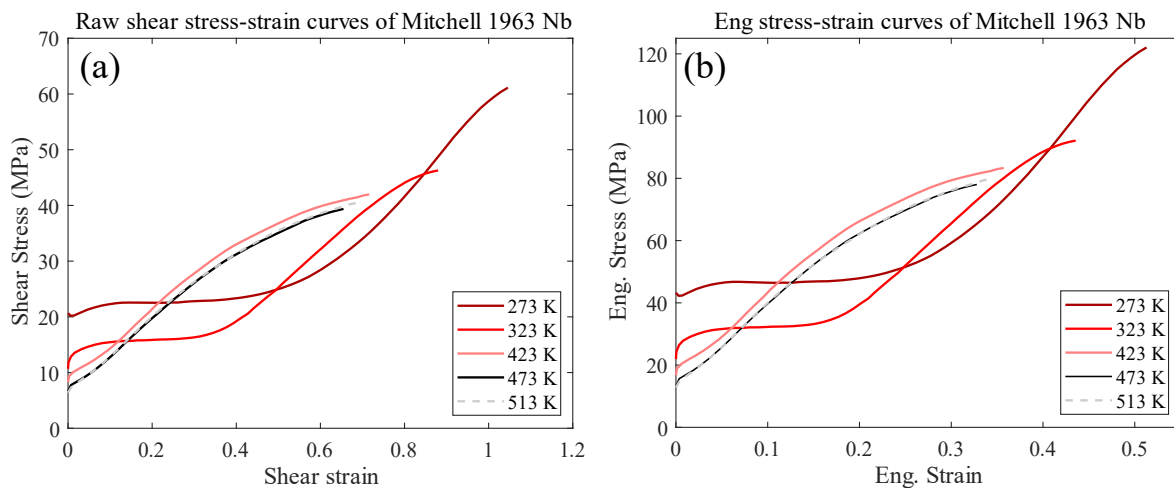 Raw shear stress-strain curves of Mitchell 1963 Nb
(a)
Shear Stress (MPa)
70
60
50
40
30
20
10
0
0 0.2 0.4 0.6 0.8 1 1.2
Shear strain
273 K
323 K
423 K
473 K
513 K
Eng stress-strain curves of Mitchell 1963 Nb
(b)
Eng. Stress (MPa)
120
100
80
60
40
20
0
0 0.1 0.2 0.3 0.4 0.5
Eng. Strain
273 K
323 K
423 K
473 K
513 K